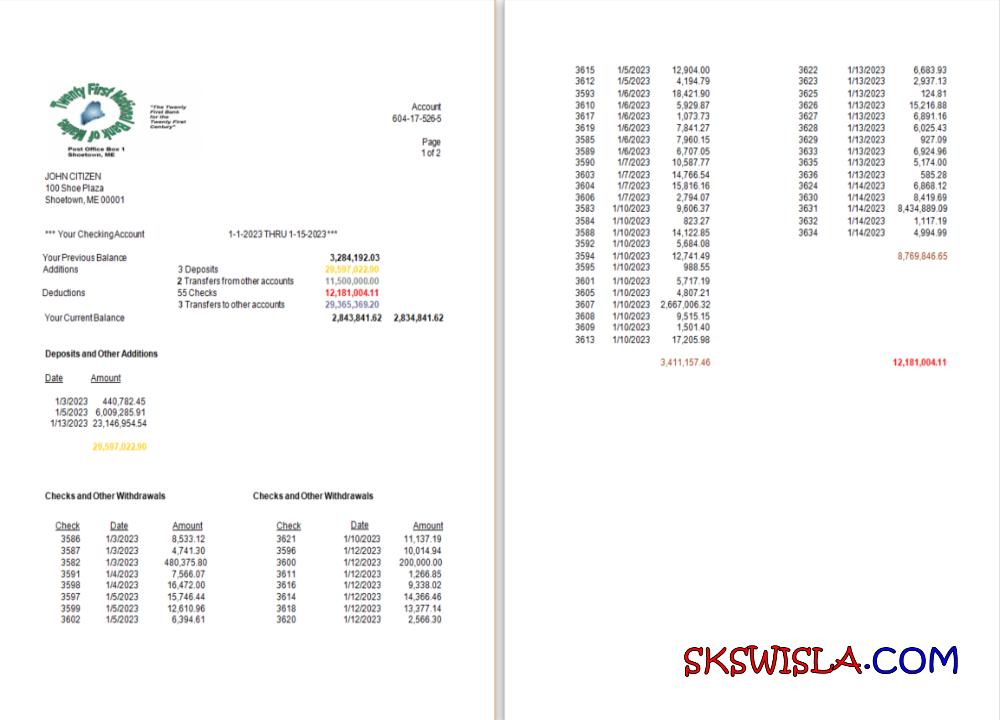 Twenty First National Bank of Maine
"The Twenty
First Bank
for the
Twenty First
Century"
Post Office Box 1
Shoetown, ME
Account
604-17-526-5
Page
1 of 2
JOHN CITIZEN
100 Shoe Plaza
Shoetown, ME 00001
*** Your Checking Account 1-1-2023 THRU 1-15-2023***
Your Previous Balance 3,284,192.03
Additions 3 Deposits 29,597,022.90
2 Transfers from other accounts 11,500,000.00
Deductions 55 Checks 12,181,004.11
3 Transfers to other accounts 29,365,369.20
Your Current Balance 2,843,841.62 2,834,841.62
Deposits and Other Additions
Date Amount
1/3/2023 440,782.45
1/5/2023 6,009,285.91
1/13/2023 23,146,954.54
29,597,022.90
Checks and Other Withdrawals Checks and Other Withdrawals
Check Date Amount Check Date Amount
3586 1/3/2023 8,533.12 3621 1/10/2023 11,137.19
3587 1/3/2023 4,741.30 3596 1/12/2023 10,014.94
3582 1/3/2023 480,375.80 3600 1/12/2023 200,000.00
3591 1/4/2023 7,566.07 3611 1/12/2023 1,266.85
3598 1/4/2023 16,472.00 3616 1/12/2023 9,338.02
3597 1/5/2023 15,746.44 3614 1/12/2023 14,366.46
3599 1/5/2023 12,610.96 3618 1/12/2023 13,377.14
3602 1/5/2023 6,394.61 3620 1/12/2023 2,566.30
3615 1/5/2023 12,904.00 3622 1/13/2023 6,683.93
3612 1/5/2023 4,194.79 3623 1/13/2023 2,937.13
3593 1/6/2023 18,421.90 3625 1/13/2023 124.81
3610 1/6/2023 5,929.87 3626 1/13/2023 15,216.88
3617 1/6/2023 1,073.73 3627 1/13/2023 6,891.16
3619 1/6/2023 7,841.27 3628 1/13/2023 6,025.43
3585 1/6/2023 7,960.15 3629 1/13/2023 927.09
3589 1/6/2023 6,707.05 3633 1/13/2023 6,924.96
3590 1/7/2023 10,587.77 3635 1/13/2023 5,174.00
3603 1/7/2023 14,766.54 3636 1/13/2023 585.28
3604 1/7/2023 15,816.16 3624 1/14/2023 6,868.12
3606 1/7/2023 2,794.07 3630 1/14/2023 8,419.69
3583 1/10/2023 9,606.37 3631 1/14/2023 8,434,889.09
3584 1/10/2023 823.27 3632 1/14/2023 1,117.19
3588 1/10/2023 14,122.85 3634 1/14/2023 4,994.99
3592 1/10/2023 5,684.08
3594 1/10/2023 12,741.49 8,769,846.65
3595 1/10/2023 988.55
3601 1/10/2023 5,717.19
3605 1/10/2023 4,807.21
3607 1/10/2023 2,667,006.32
3608 1/10/2023 9,515.15
3609 1/10/2023 1,501.40
3613 1/10/2023 17,205.98
3,411,157.46 12,181,004.11
SKSWISLA.COM